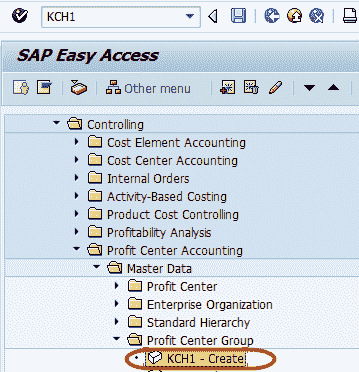 KCH1
SAP Easy Access
Other menu
Controlling
Cost Element Accounting
Cost Center Accounting
Internal Orders
Activity-Based Costing
Product Cost Controlling
Profitability Analysis
Profit Center Accounting
Master Data
Profit Center
Enterprise Organization
Standard Hierarchy
Profit Center Group
KCH1 - Create